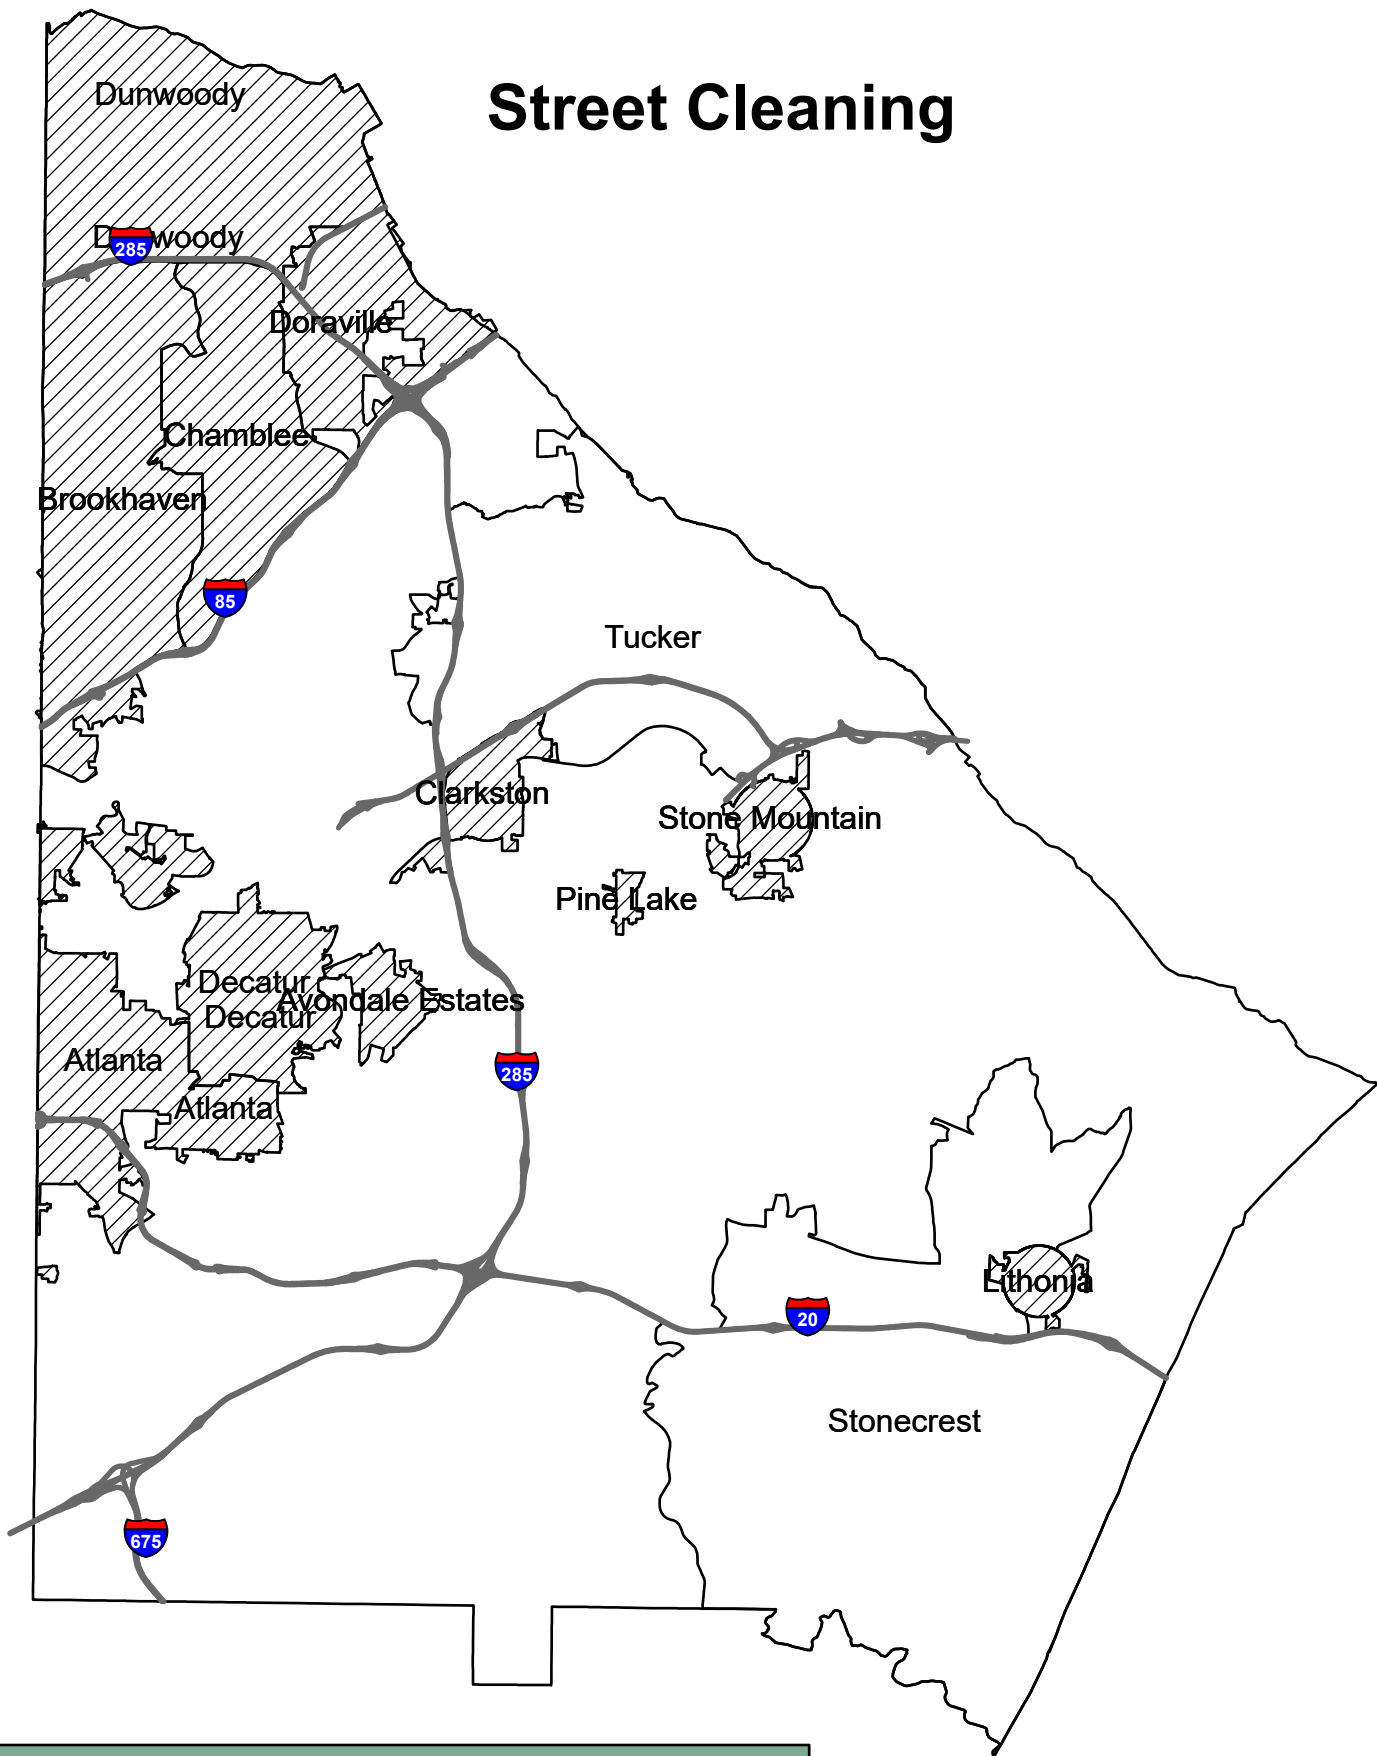 Street Cleaning
Dunwoody
Dunwoody
285
Doraville
Chamblee
Brookhaven
85
Tucker
Clarkston
Stone Mountain
Pine Lake
Decatur
Avondale Estates
Decatur
Atlanta
285
Atlanta
Lithonia
20
Stonecrest
675